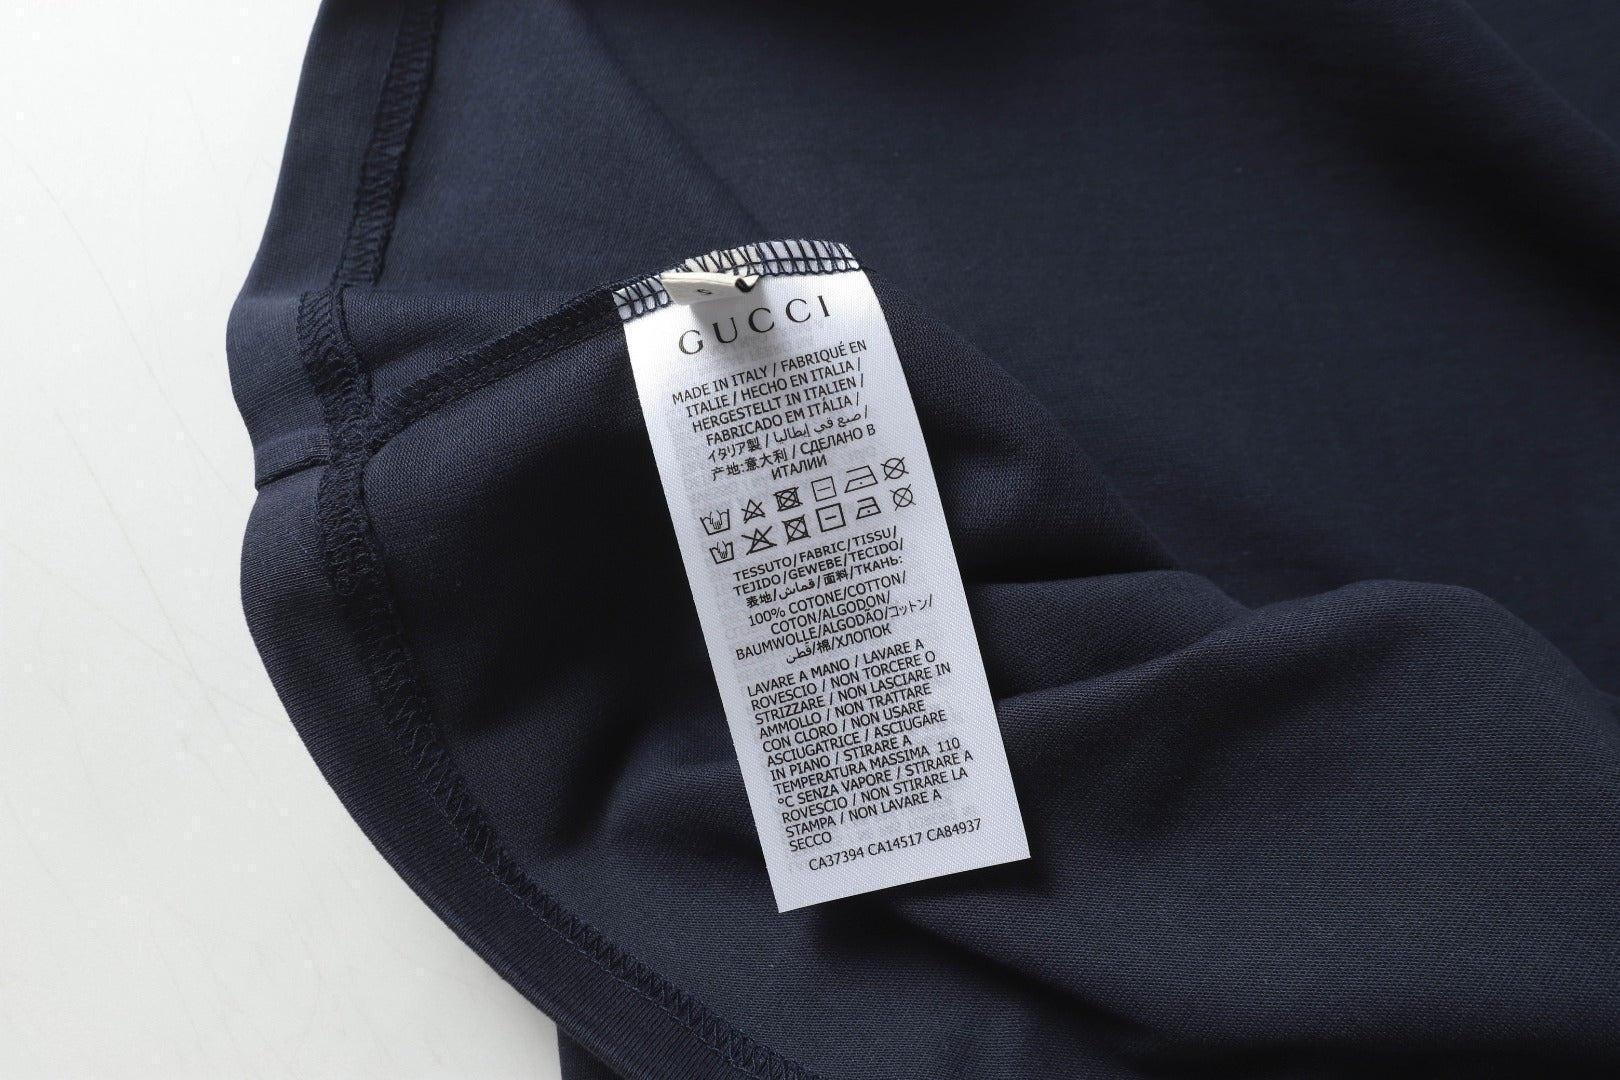 S
GUCCI
MADE IN ITALY / FABRIQUÉ EN
ITALIE / HECHO EN ITALIA /
HERGESTELLT IN ITALIEN /
FABRICADO EM ITÁLIA /
イタリア製 / صنع في إيطاليا /
产地:意大利 / СДЕЛАНО В
ИТАЛИИ
TESSUTO/FABRIC/TISSU/
TEJIDO/GEWEBE/TECIDO/
表地/قماش/面料/ТКАНЬ:
100% COTONE/COTTON/
COTON/ALGODON/
BAUMWOLLE/ALGODÃO/コットン/
قطن/棉/ХЛОПОК
LAVARE A MANO / LAVARE A
ROVESCIO / NON TORCERE O
STRIZZARE / NON LASCIARE IN
AMMOLLO / NON TRATTARE
CON CLORO / NON USARE
ASCIUGATRICE / ASCIUGARE
IN PIANO / STIRARE A
TEMPERATURA MASSIMA 110
°C SENZA VAPORE / STIRARE A
ROVESCIO / NON STIRARE LA
STAMPA / NON LAVARE A
SECCO
CA37394 CA14517 CA84937